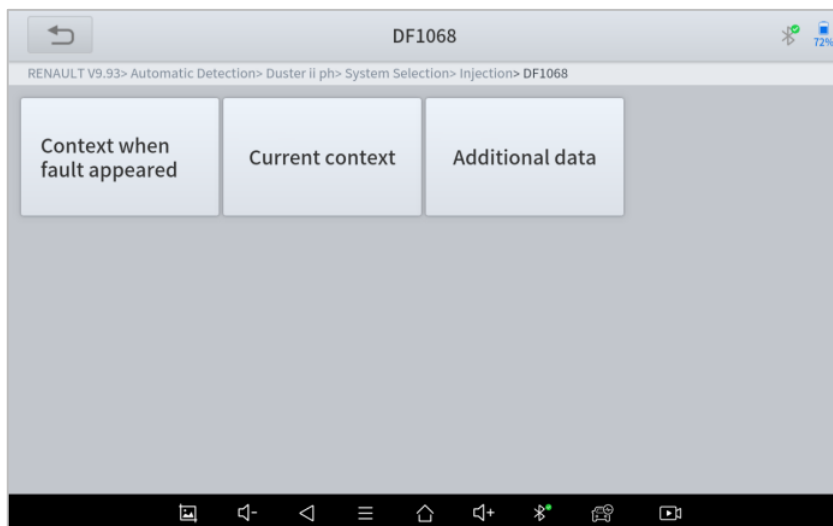 DF1068
72%
RENAULT V9.93> Automatic Detection> Duster ii ph> System Selection> Injection> DF1068
Context when
fault appeared
Current context
Additional data